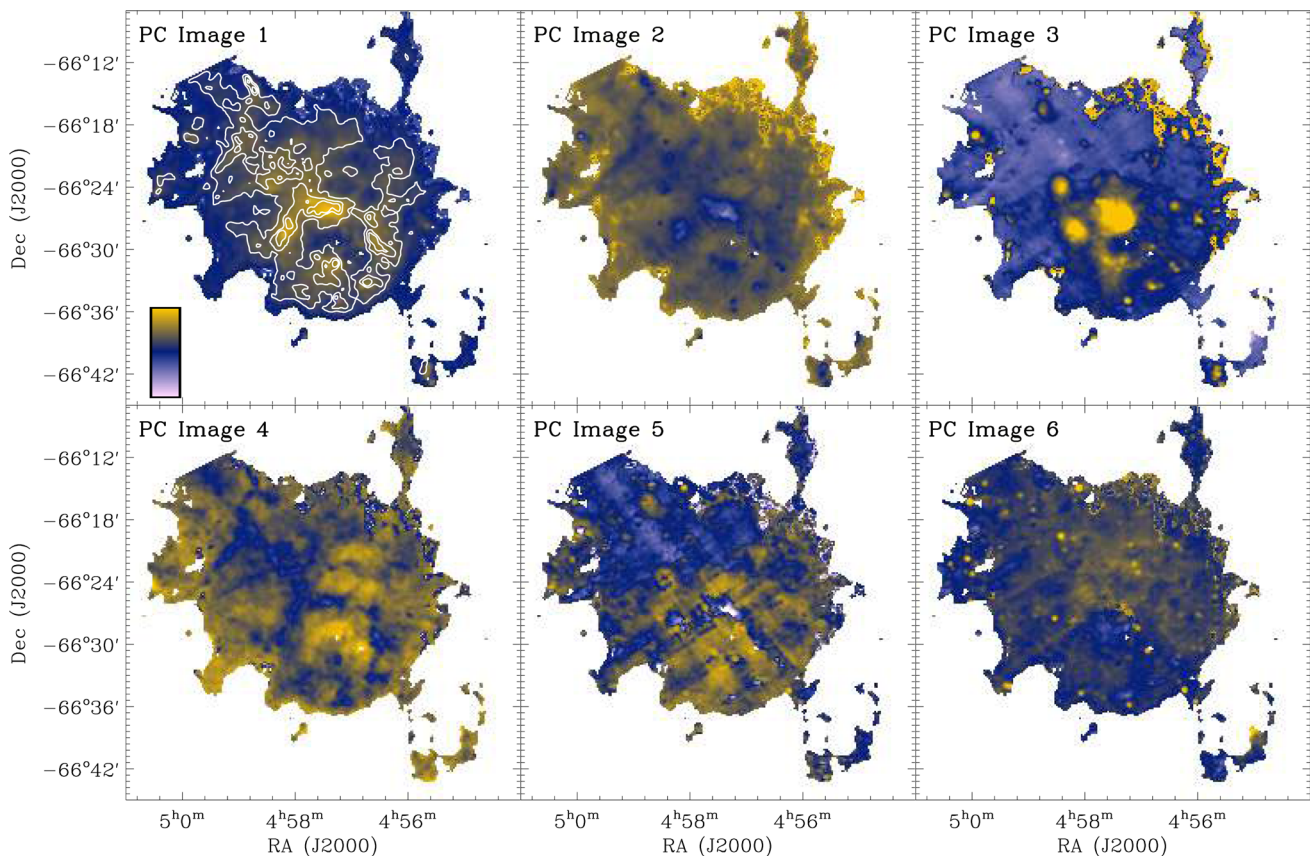 PC Image 1
PC Image 2
PC Image 3
−66°12′
−66°18′
−66°24′
−66°30′
−66°36′
−66°42′
Dec (J2000)
PC Image 4
PC Image 5
PC Image 6
−66°12′
−66°18′
−66°24′
−66°30′
−66°36′
−66°42′
Dec (J2000)
5h0m 4h58m 4h56m
5h0m 4h58m 4h56m
5h0m 4h58m 4h56m
RA (J2000)
RA (J2000)
RA (J2000)